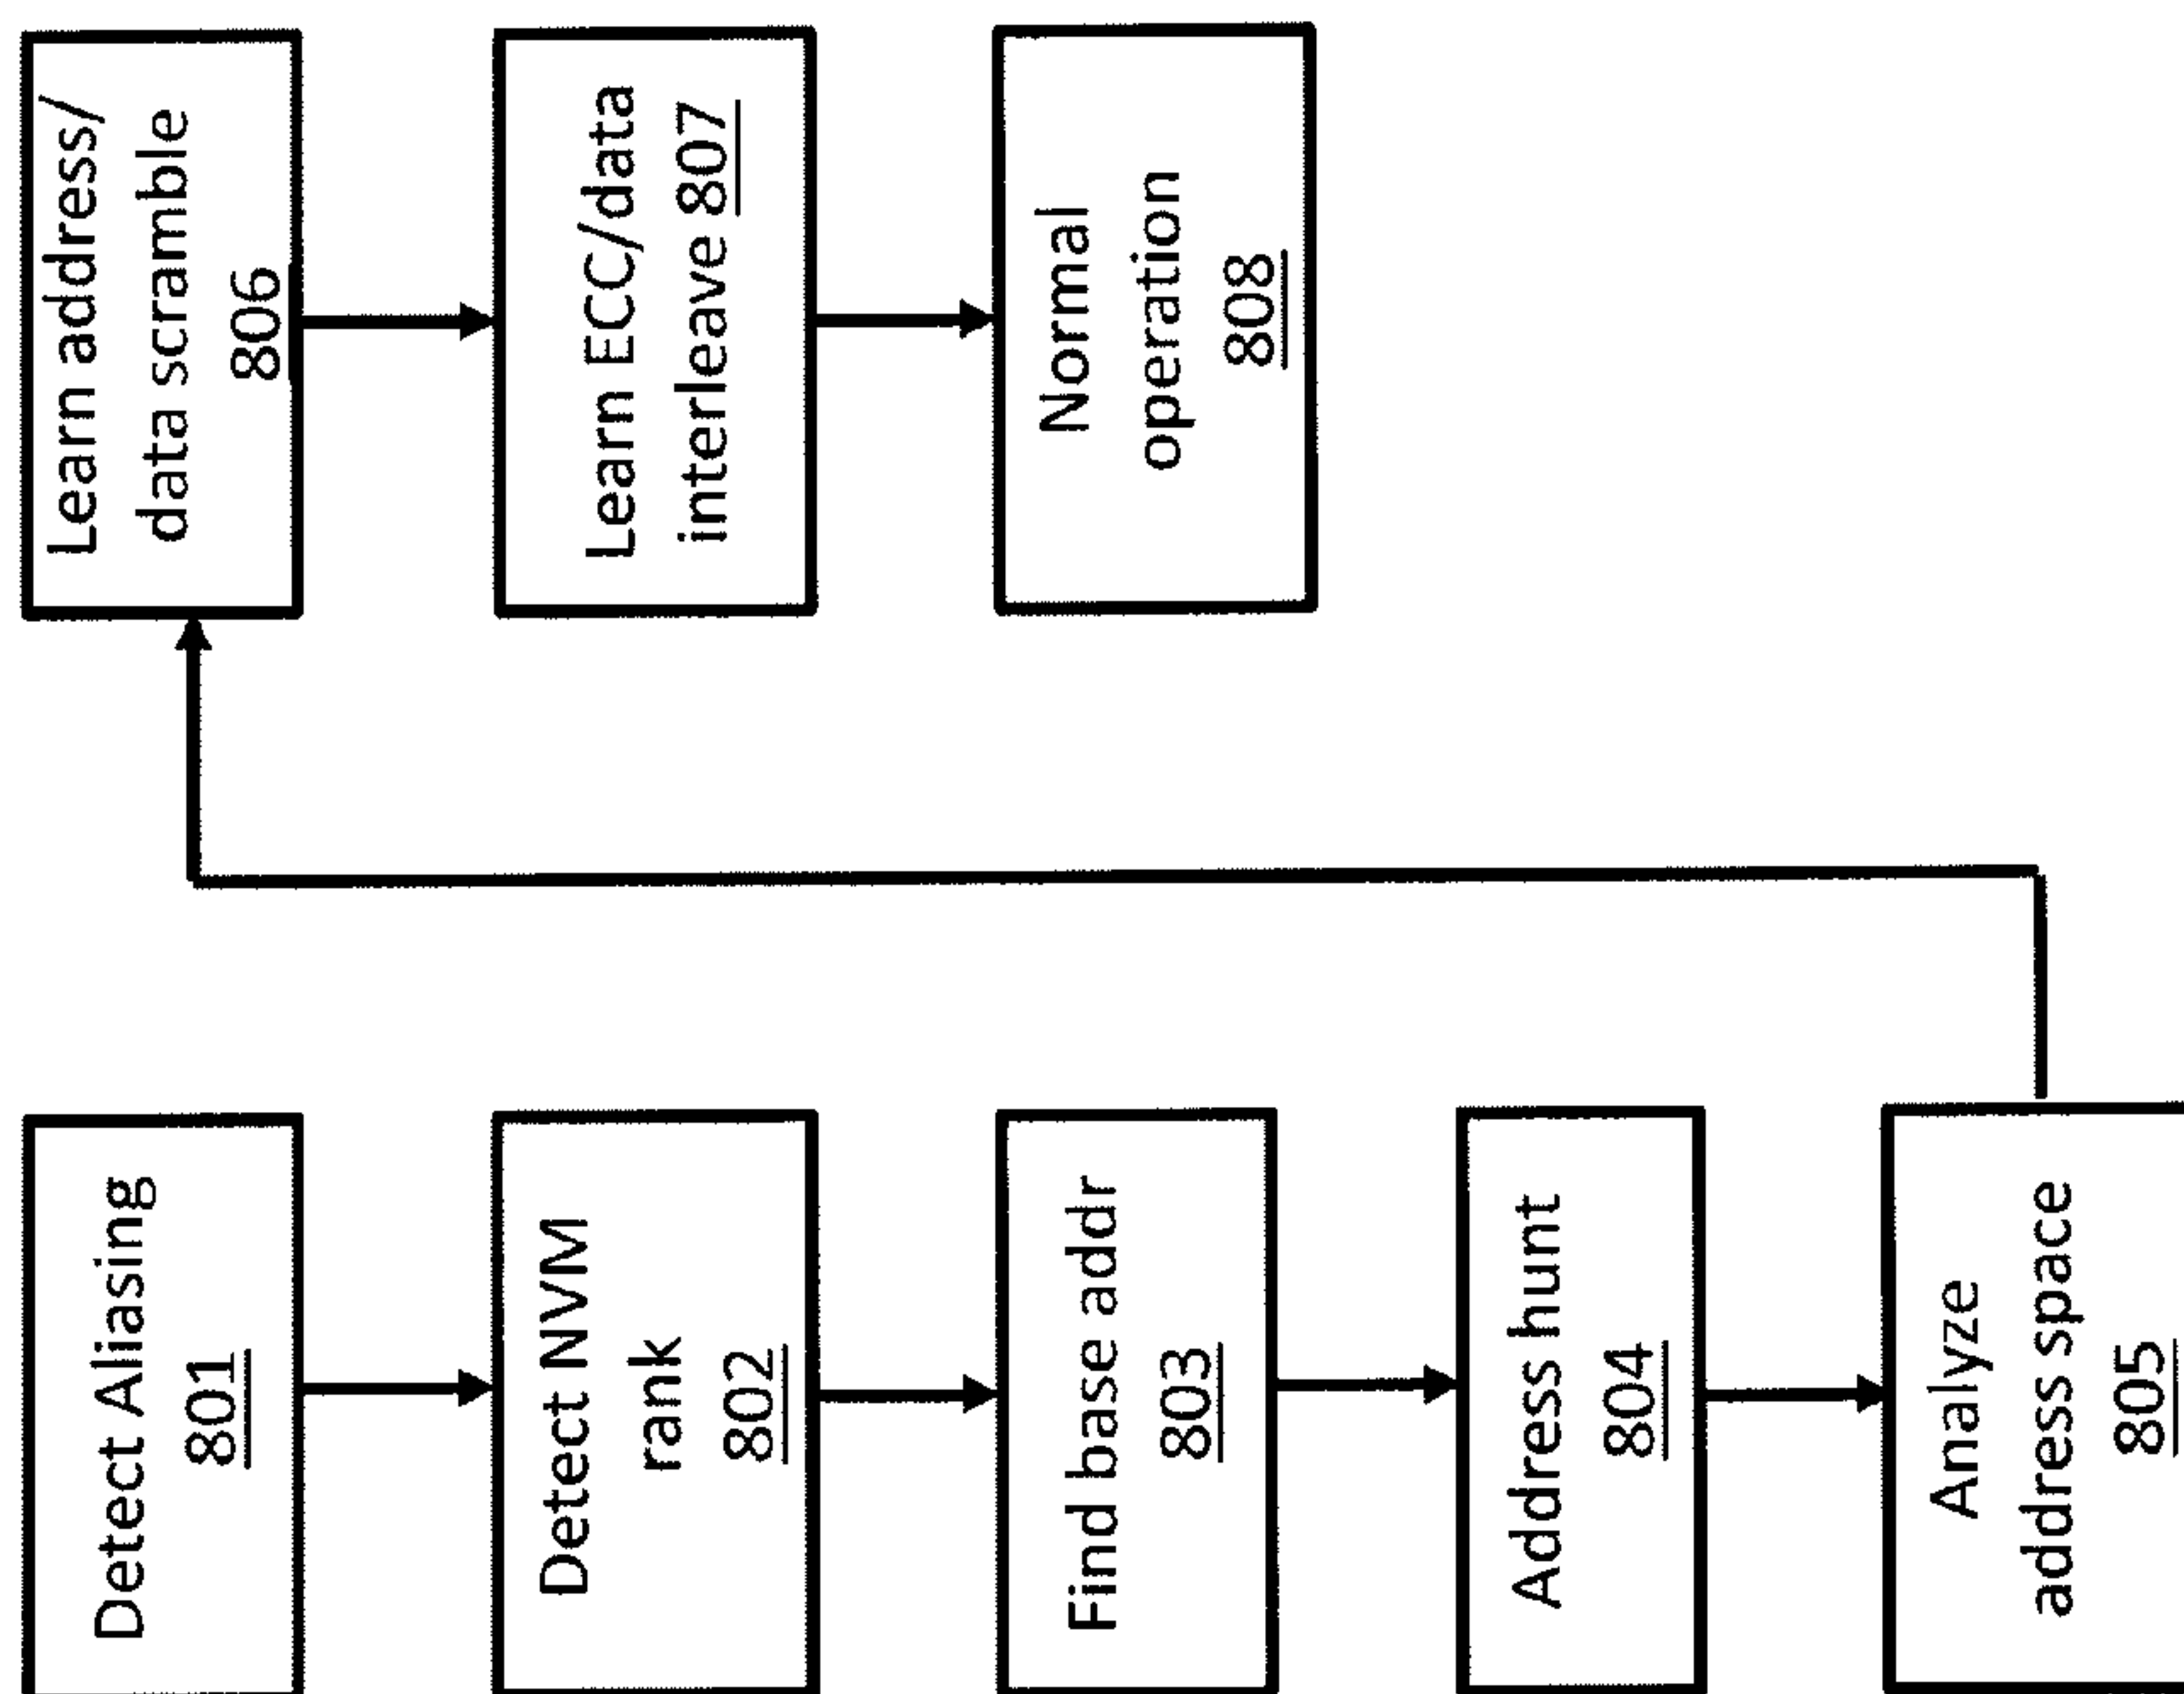 Detect Aliasing
801
Detect NVM
rank
802
Find base addr
803
Address hunt
804
Analyze
address space
805
Learn address/
data scramble
806
Learn ECC/data
interleave 807
Normal
operation
808